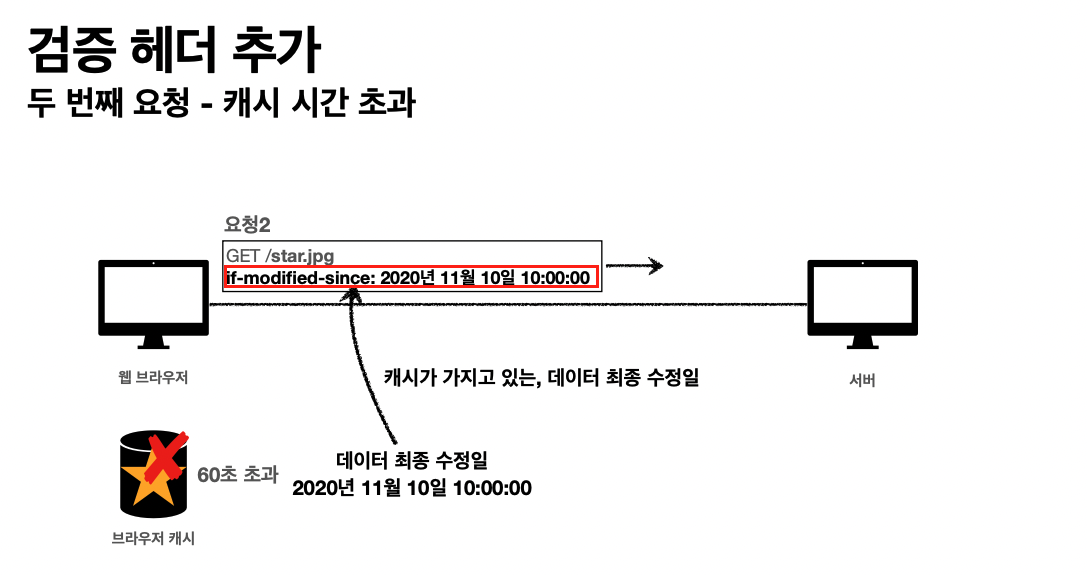 검증 헤더 추가
두 번째 요청 - 캐시 시간 초과
요청2
GET /star.jpg
if-modified-since: 2020년 11월 10일 10:00:00
웹 브라우저
서버
캐시가 가지고 있는, 데이터 최종 수정일
60초 초과
데이터 최종 수정일
2020년 11월 10일 10:00:00
브라우저 캐시